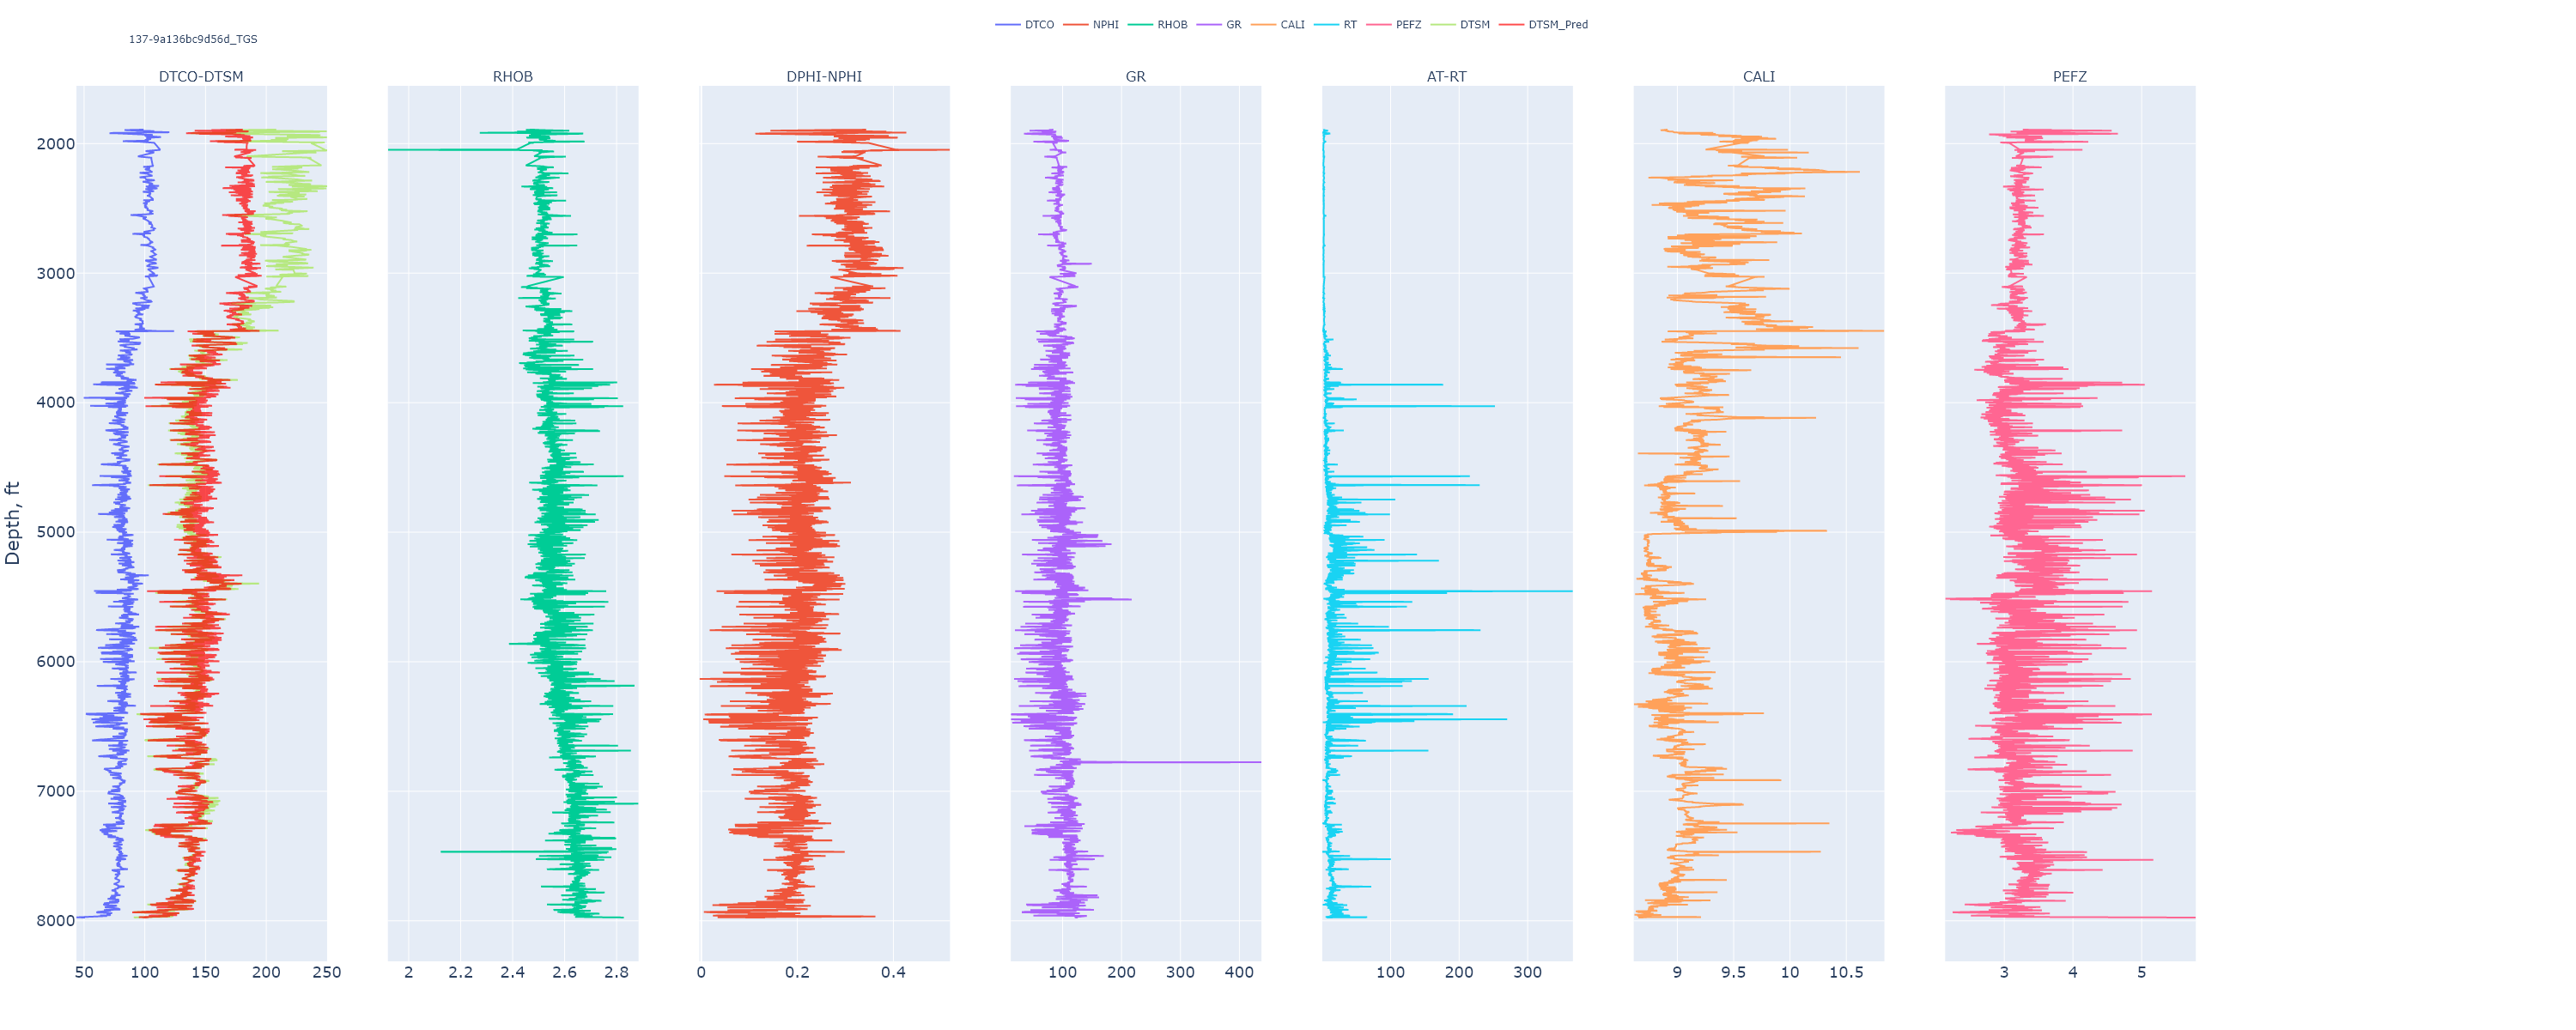 DTCO NPHI RHOB GR CALI RT PEFZ DTSM DTSM_Pred
137-9a136bc9d56d_TGS
DTCO-DTSM RHOB DPHI-NPHI GR AT-RT CALI PEFZ
2000
3000
4000
5000
6000
7000
8000
Depth, ft
50 100 150 200 250 2 2.2 2.4 2.6 2.8 0 0.2 0.4 100 200 300 400 100 200 300 9 9.5 10 10.5 3 4 5